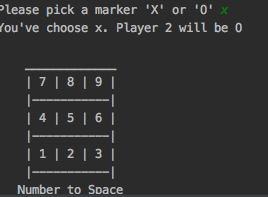 Please pick a marker 'X' or 'O' x
You've choose x. Player 2 will be O
| 7 | 8 | 9 |
| 4 | 5 | 6 |
| 1 | 2 | 3 |
Number to Space